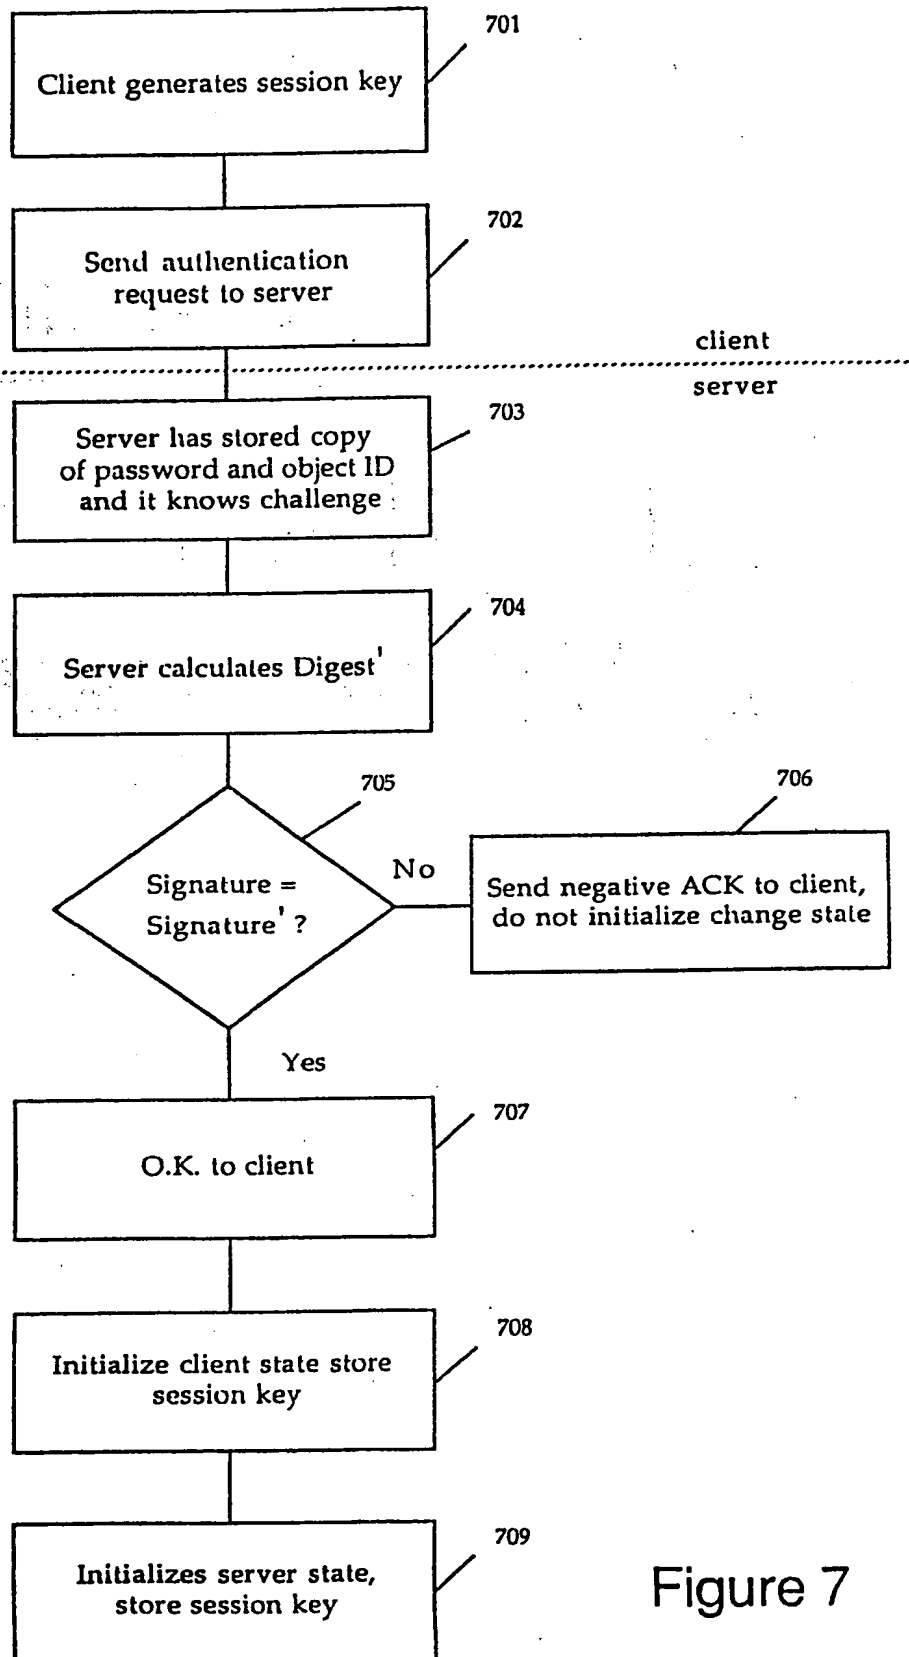 701
Client generates session key
702
Send authentication
request to server
client
server
703
Server has stored copy
of password and object ID
and it knows challenge
704
Server calculates Digest'
705
Signature =
Signature' ?
No
706
Send negative ACK to client,
do not initialize change state
Yes
707
O.K. to client
708
Initialize client state store
session key
709
Initializes server state,
store session key
Figure 7